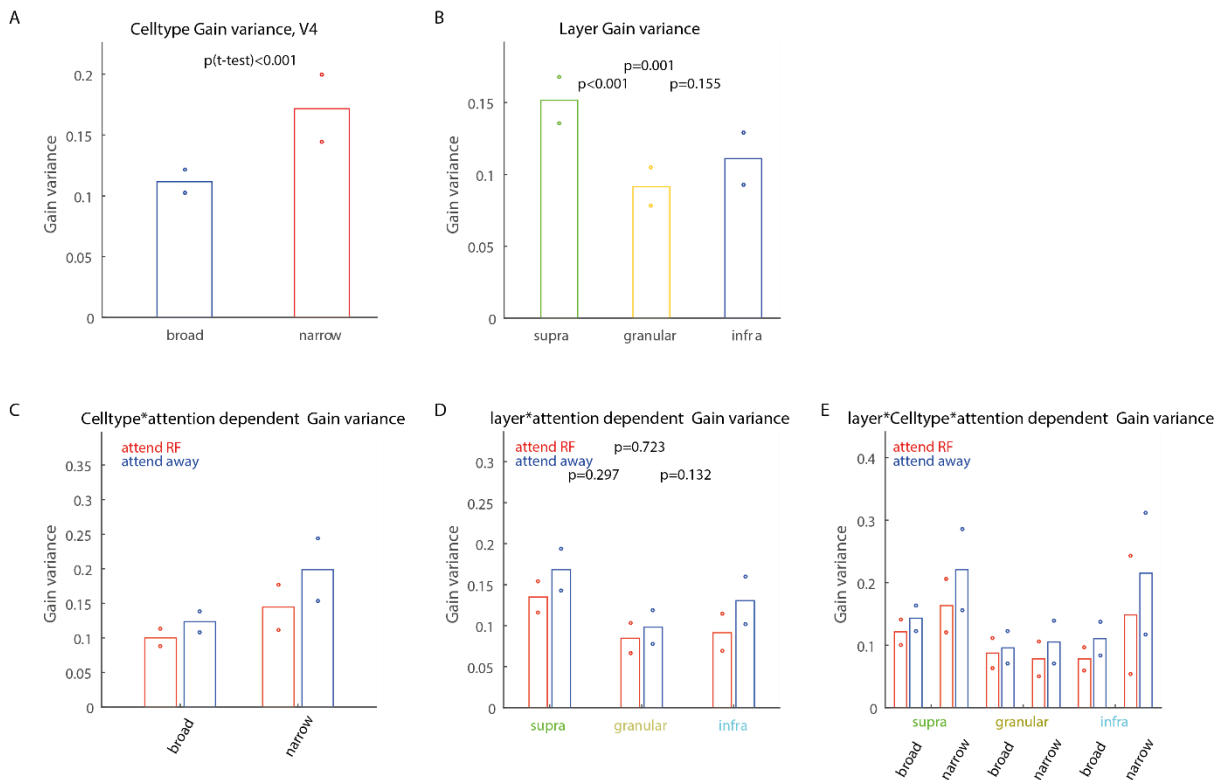 A
Celltype Gain variance, V4
p(t-test)<0.001
0.2
0.15
0.1
0.05
0
Gain variance
broad
narrow
B
Layer Gain variance
p=0.001
p<0.001
p=0.155
0.15
0.1
0.05
0
Gain variance
supra
granular
infra
C
Celltype*attention dependent Gain variance
attend RF
attend away
0.35
0.3
0.25
0.2
0.15
0.1
0.05
0
Gain variance
broad
narrow
D
layer*attention dependent Gain variance
attend RF
attend away
p=0.723
p=0.297
p=0.132
0.3
0.25
0.2
0.15
0.1
0.05
0
Gain variance
supra
granular
infra
E
layer*Celltype*attention dependent Gain variance
attend RF
attend away
0.4
0.3
0.2
0.1
0
Gain variance
supra
granular
infra
broad
narrow
broad
narrow
broad
narrow